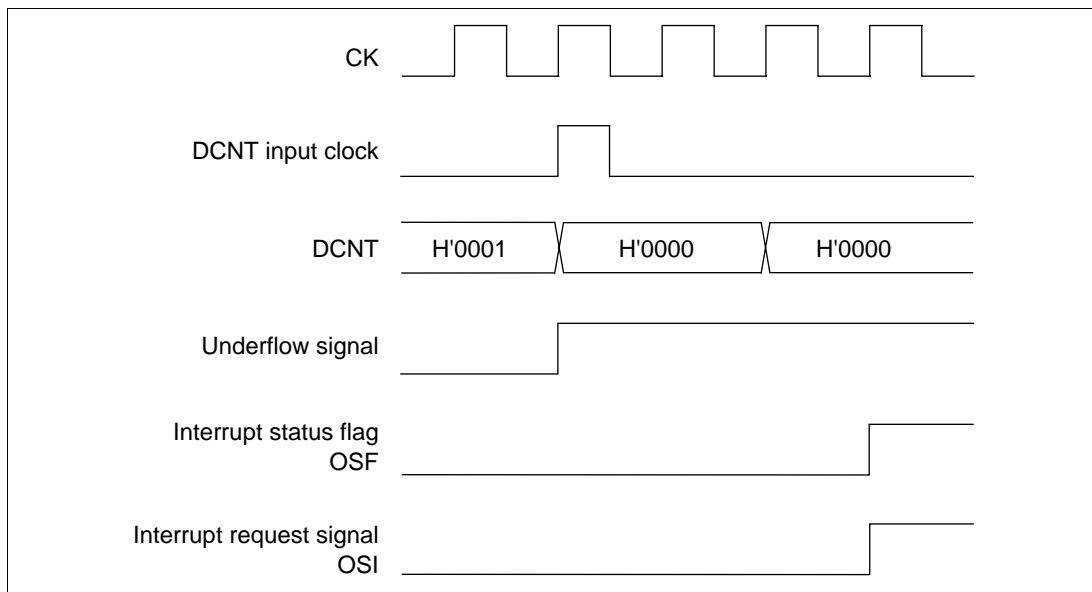 CK
DCNT input clock
DCNT
H'0001
H'0000
H'0000
Underflow signal
Interrupt status flag
OSF
Interrupt request signal
OSI